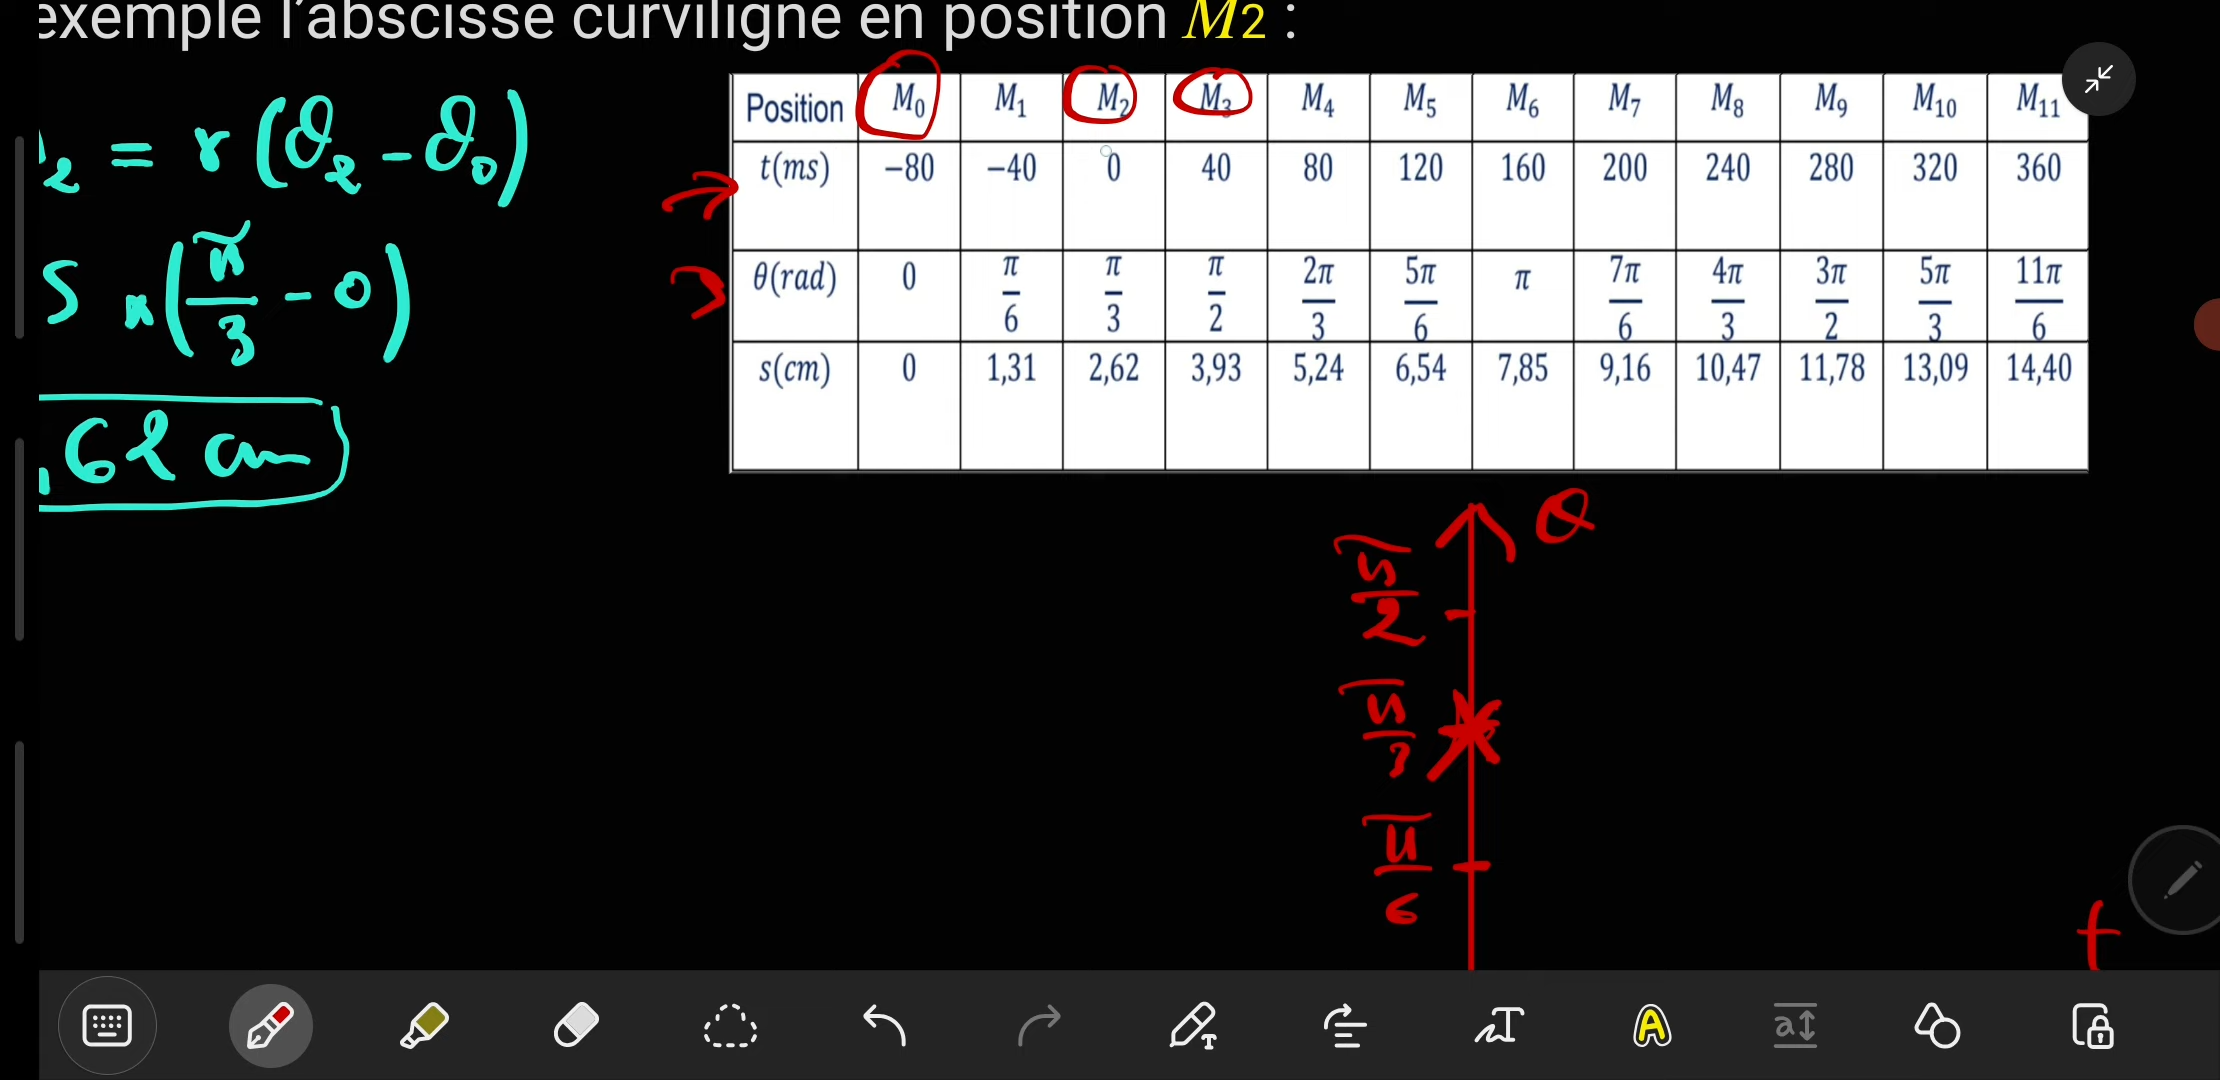 exemple l'abscisse curviligne en position M2 :
2 = r (θ2 - θ0)
5 x (π/3 - 0)
,62 cm
Position M0 M1 M2 M3 M4 M5 M6 M7 M8 M9 M10 M11
t(ms) −80 −40 0 40 80 120 160 200 240 280 320 360
θ(rad) 0 π/6 π/3 π/2 2π/3 5π/6 π 7π/6 4π/3 3π/2 5π/3 11π/6
s(cm) 0 1,31 2,62 3,93 5,24 6,54 7,85 9,16 10,47 11,78 13,09 14,40
θ
π/2
π/3
π/6
t